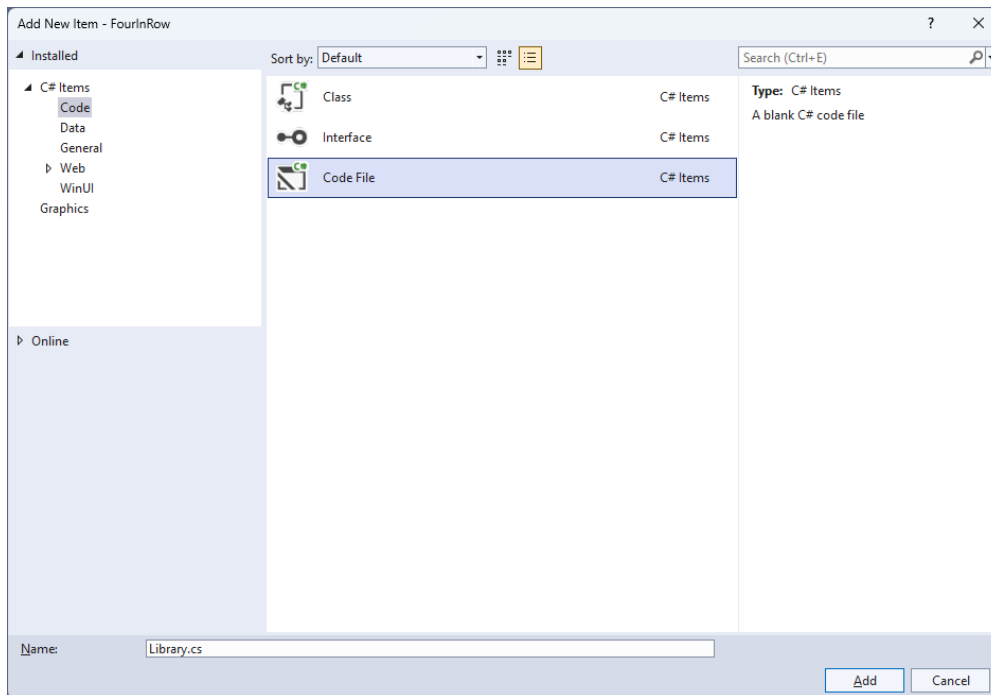 Add New Item - FourInRow
?
Installed
Sort by: Default
Search (Ctrl+E)
C# Items
Code
Data
General
Web
WinUI
Graphics
Online
Class C# Items
Interface C# Items
Code File C# Items
Type: C# Items
A blank C# code file
Name: Library.cs
Add Cancel